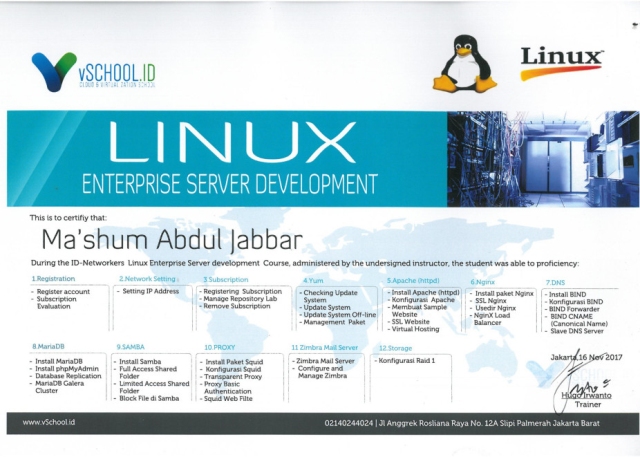 vSCHOOL.ID
CLOUD & VIRTUALIZATION SCHOOL
Linux
LINUX
ENTERPRISE SERVER DEVELOPMENT
This is to certifiy that:
Ma'shum Abdul Jabbar
During the ID-Networkers Linux Enterprise Server development Course, administered by the undersigned instructor, the student was able to proficiency:
1.Registration
- Register account
- Subscription
Evaluation
2.Network Setting :
- Setting IP Address
3.Subscription
- Registering Subscription
- Manage Repository Lab
- Remove Subscription
4.Yum
- Checking Update
System
- Update System
- Update System Off-line
- Management Paket
5.Apache (httpd)
- Install Apache (httpd)
- Konfigurasi Apache
- Membuat Sample
Website
- SSL Website
- Virtual Hosting
6.Nginx
- Install paket Nginx
- SSL Nginx
- Usedir Nginx
- NginX Load
Balancer
7.DNS
- Install BIND
- Konfigurasi BIND
- BIND Forwarder
- BIND CNAME
(Canonical Name)
- Slave DNS Server
8.MariaDB
- Install MariaDB
- Install phpMyAdmin
- Database Replication
- MariaDB Galera
Cluster
9.SAMBA
- Install Samba
- Full Access Shared
Folder
- Limited Access Shared
Folder
- Block File di Samba
10.PROXY
- Install Paket Squid
- Konfigurasi Squid
- Transparent Proxy
- Proxy Basic
Authentication
- Squid Web Filte
11 Zimbra Mail Server
- Zimbra Mail Server
- Configure and
Manage Zimbra
12.Storage
- Konfigurasi Raid 1
Jakarta,16 Nov 2017
Hugo Irwanto
Trainer
www.vSchool.id
02140244024 | Jl Anggrek Rosliana Raya No. 12A Slipi Palmerah Jakarta Barat